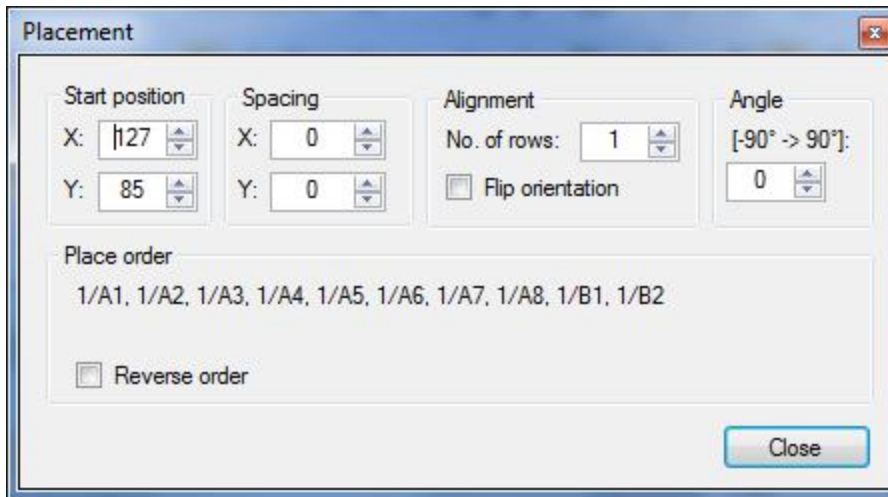 Placement
Start position
X: 127
Y: 85
Spacing
X: 0
Y: 0
Alignment
No. of rows: 1
Flip orientation
Angle
[-90° -> 90°]:
0
Place order
1/A1, 1/A2, 1/A3, 1/A4, 1/A5, 1/A6, 1/A7, 1/A8, 1/B1, 1/B2
Reverse order
Close